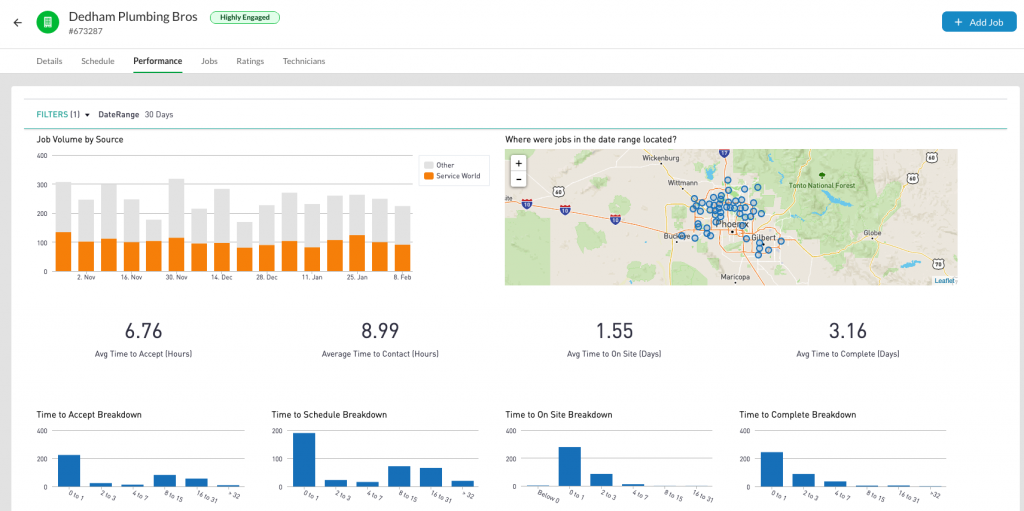 Dedham Plumbing Bros
Highly Engaged
#673287
+ Add Job
Details Schedule Performance Jobs Ratings Technicians
FILTERS (1) DateRange 30 Days
Job Volume by Source
400
300
200
100
0
2. Nov 16. Nov 30. Nov 14. Dec 28. Dec 11. Jan 25. Jan 8. Feb
Other
Service World
Where were jobs in the date range located?
+
-
Wickenburg
17
60
60
Wittmann
Tonto National Forest
60
10
10
10
Phoenix
Buckeye
Gilbert
Globe
70
Maricopa
Leaflet
6.76
Avg Time to Accept (Hours)
8.99
Average Time to Contact (Hours)
1.55
Avg Time to On Site (Days)
3.16
Avg Time to Complete (Days)
Time to Accept Breakdown
400
200
0
0 to 1 2 to 3 4 to 7 8 to 15 16 to 31 > 32
Time to Schedule Breakdown
200
100
0
0 to 1 2 to 3 4 to 7 8 to 15 16 to 31 > 32
Time to On Site Breakdown
400
200
0
Below 0 0 to 1 2 to 3 4 to 7 8 to 15 16 to 31
Time to Complete Breakdown
400
200
0
0 to 1 2 to 3 4 to 7 8 to 15 16 to 31 >32